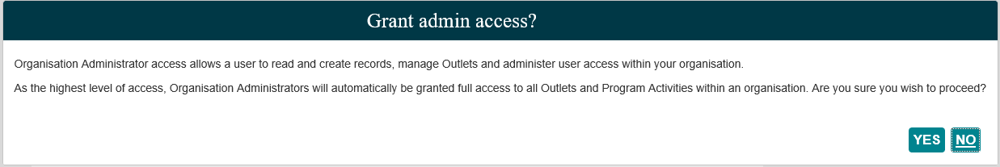 Grant admin access?
Organisation Administrator access allows a user to read and create records, manage Outlets and administer user access within your organisation.
As the highest level of access, Organisation Administrators will automatically be granted full access to all Outlets and Program Activities within an organisation. Are you sure you wish to proceed?
YES NO